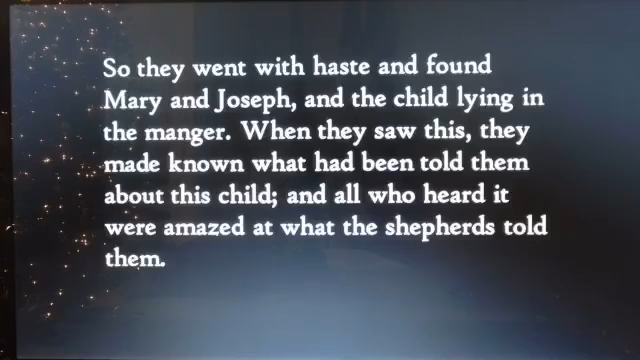 So they went with haste and found
Mary and Joseph, and the child lying in
the manger. When they saw this, they
made known what had been told them
about this child; and all who heard it
were amazed at what the shepherds told
them.